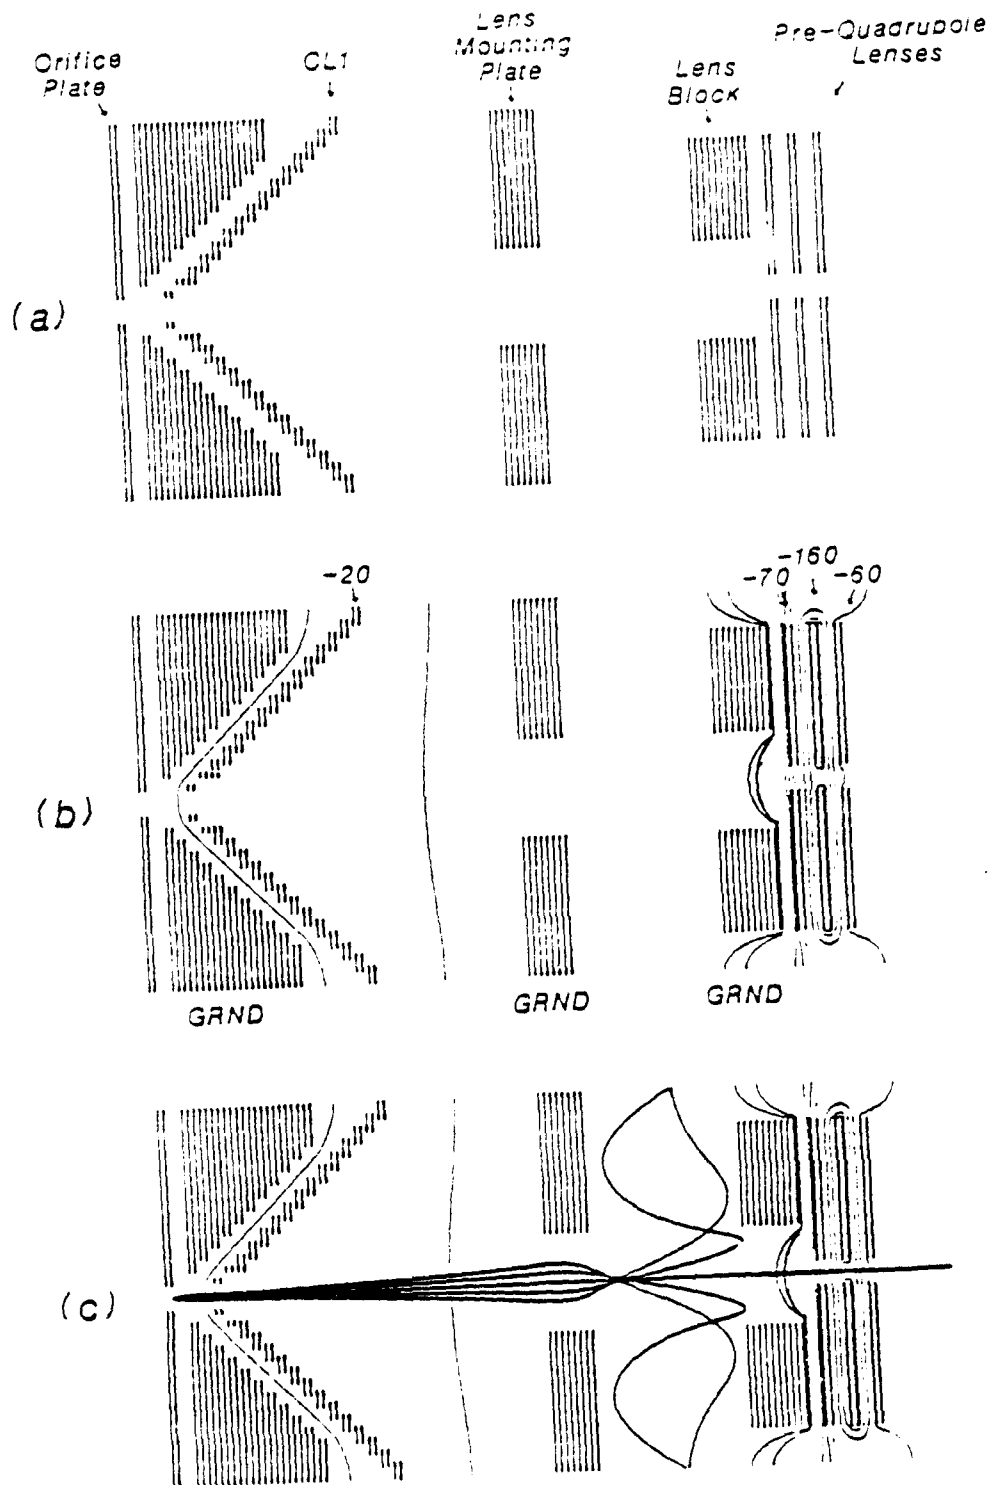 Orifice
Plate
CL1
Lens
Mounting
Plate
Lens
Block
Pre-Quadrupole
Lenses
(a)
-20
-70
-160
-60
(b)
GRND
GRND
GRND
(c)